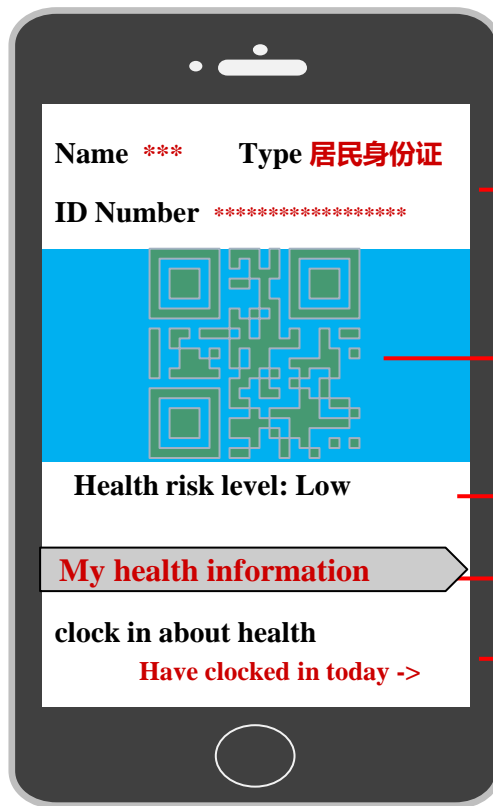 Name *** Type 居民身份证
ID Number ******************
Health risk level: Low
My health information
clock in about health
Have clocked in today ->